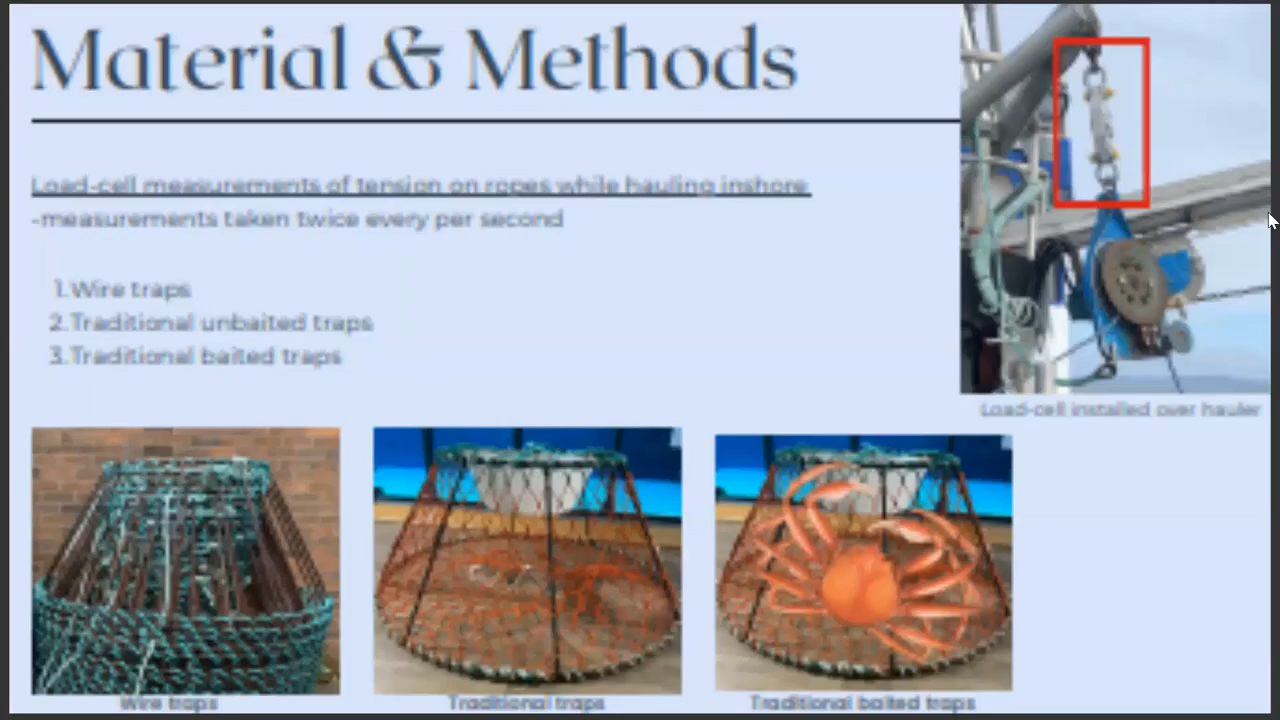 Material & Methods
Load-cell measurements of tension on ropes while hauling inshore
-measurements taken twice every per second
1. Wire traps
2. Traditional unbaited traps
3. Traditional baited traps
Load-cell installed over hauler
Wire traps
Traditional traps
Traditional baited traps